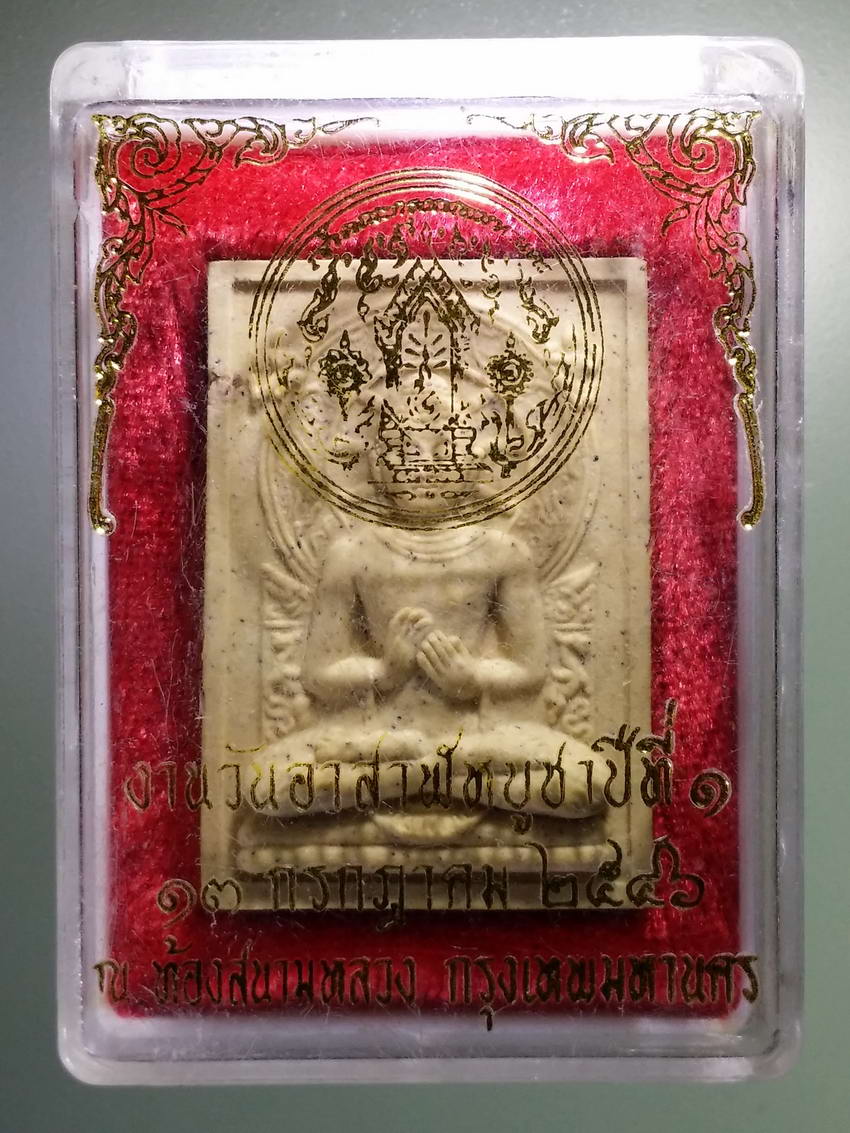 งานวันอาสาฬหบูชาปีที่ ๑
๑๓ กรกฎาคม ๒๕๔๖
ณ ท้องสนามหลวง กรุงเทพมหานคร